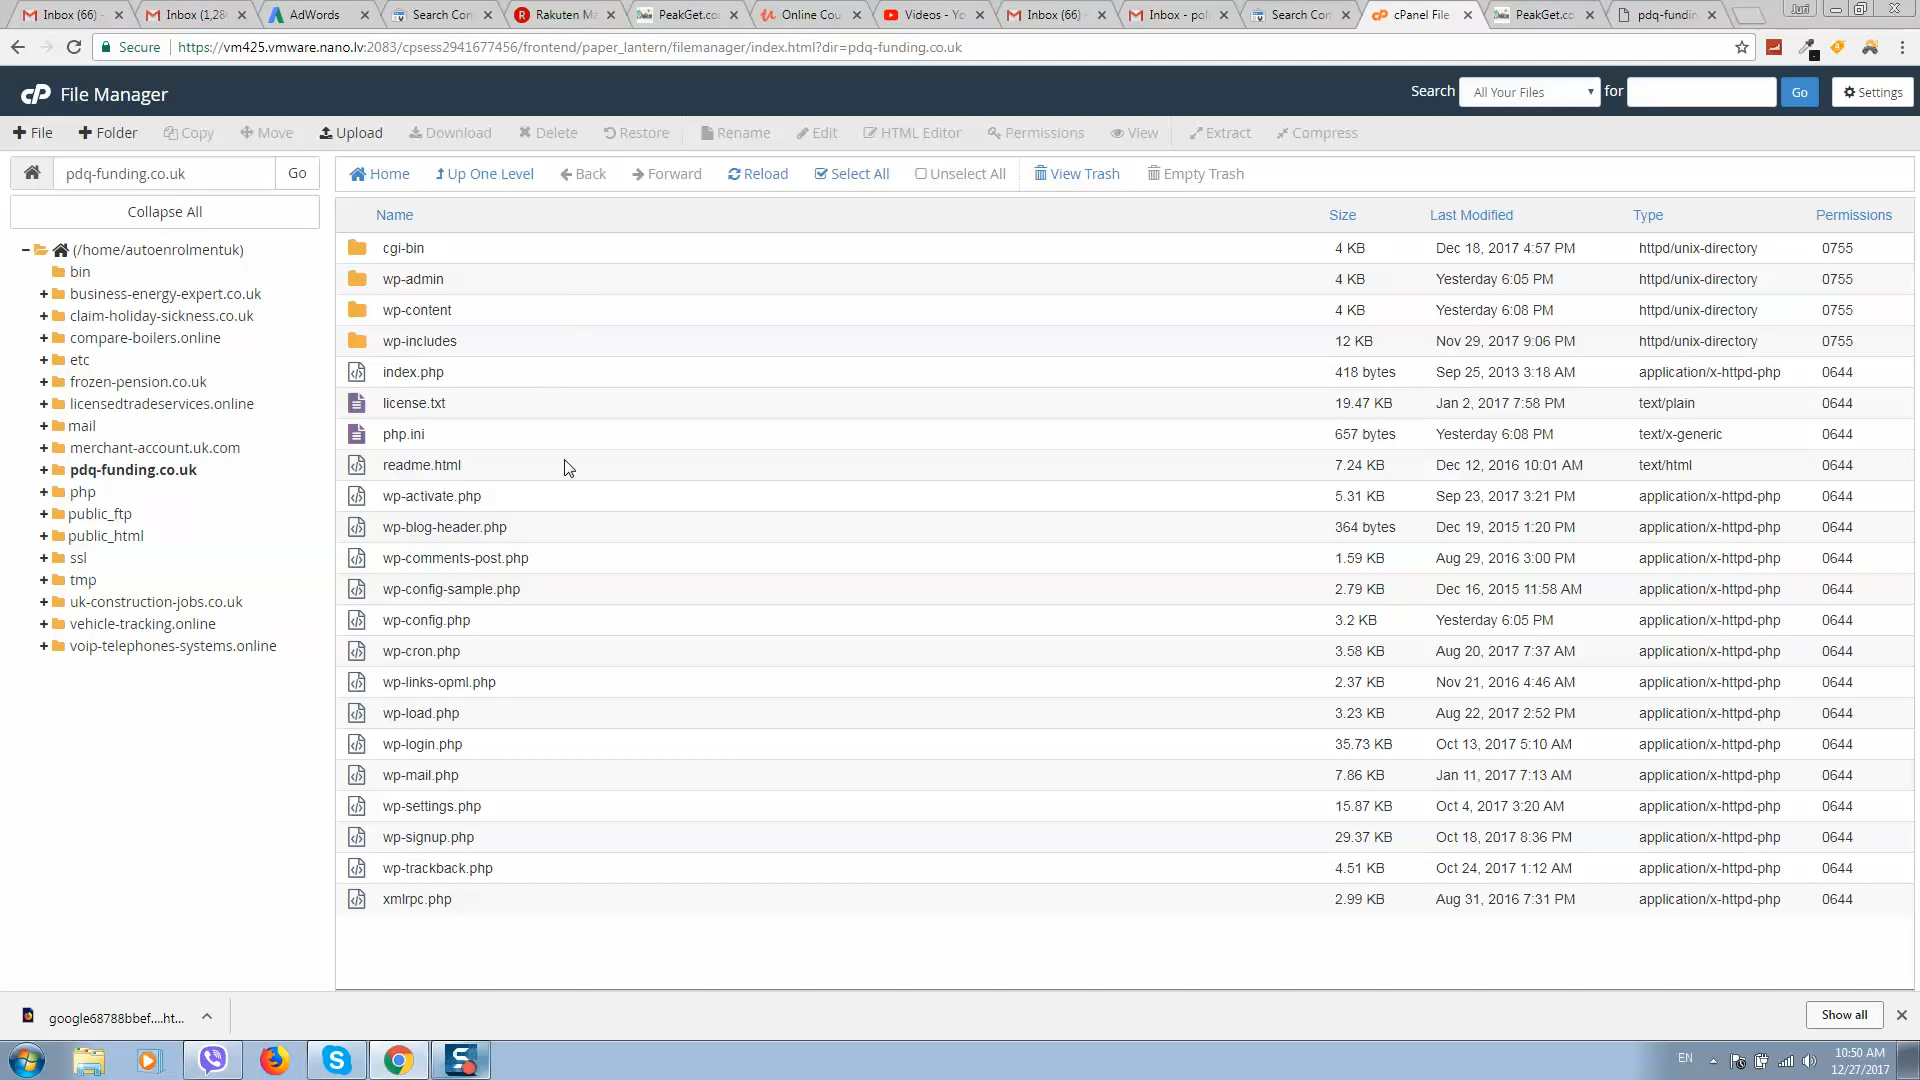 Inbox (66) -
Inbox (1,28
AdWords
Search Con
Rakuten Ma
PeakGet.co
Online Cou
Videos - Yo
Inbox (66)
Inbox - pol
Search Con
cPanel File
PeakGet.co
pdq-fundin
Juri
Secure
https://vm425.vmware.nano.lv:2083/cpsess2941677456/frontend/paper_lantern/filemanager/index.html?dir=pdq-funding.co.uk
cP File Manager
Search All Your Files for Go Settings
File Folder Copy Move Upload Download Delete Restore Rename Edit HTML Editor Permissions View Extract Compress
pdq-funding.co.uk Go
Home Up One Level Back Forward Reload Select All Unselect All View Trash Empty Trash
Collapse All
(/home/autoenrolmentuk)
bin
business-energy-expert.co.uk
claim-holiday-sickness.co.uk
compare-boilers.online
etc
frozen-pension.co.uk
licensedtradeservices.online
mail
merchant-account.uk.com
pdq-funding.co.uk
php
public_ftp
public_html
ssl
tmp
uk-construction-jobs.co.uk
vehicle-tracking.online
voip-telephones-systems.online
Name Size Last Modified Type Permissions
cgi-bin 4 KB Dec 18, 2017 4:57 PM httpd/unix-directory 0755
wp-admin 4 KB Yesterday 6:05 PM httpd/unix-directory 0755
wp-content 4 KB Yesterday 6:08 PM httpd/unix-directory 0755
wp-includes 12 KB Nov 29, 2017 9:06 PM httpd/unix-directory 0755
index.php 418 bytes Sep 25, 2013 3:18 AM application/x-httpd-php 0644
license.txt 19.47 KB Jan 2, 2017 7:58 PM text/plain 0644
php.ini 657 bytes Yesterday 6:08 PM text/x-generic 0644
readme.html 7.24 KB Dec 12, 2016 10:01 AM text/html 0644
wp-activate.php 5.31 KB Sep 23, 2017 3:21 PM application/x-httpd-php 0644
wp-blog-header.php 364 bytes Dec 19, 2015 1:20 PM application/x-httpd-php 0644
wp-comments-post.php 1.59 KB Aug 29, 2016 3:00 PM application/x-httpd-php 0644
wp-config-sample.php 2.79 KB Dec 16, 2015 11:58 AM application/x-httpd-php 0644
wp-config.php 3.2 KB Yesterday 6:05 PM application/x-httpd-php 0644
wp-cron.php 3.58 KB Aug 20, 2017 7:37 AM application/x-httpd-php 0644
wp-links-opml.php 2.37 KB Nov 21, 2016 4:46 AM application/x-httpd-php 0644
wp-load.php 3.23 KB Aug 22, 2017 2:52 PM application/x-httpd-php 0644
wp-login.php 35.73 KB Oct 13, 2017 5:10 AM application/x-httpd-php 0644
wp-mail.php 7.86 KB Jan 11, 2017 7:13 AM application/x-httpd-php 0644
wp-settings.php 15.87 KB Oct 4, 2017 3:20 AM application/x-httpd-php 0644
wp-signup.php 29.37 KB Oct 18, 2017 8:36 PM application/x-httpd-php 0644
wp-trackback.php 4.51 KB Oct 24, 2017 1:12 AM application/x-httpd-php 0644
xmlrpc.php 2.99 KB Aug 31, 2016 7:31 PM application/x-httpd-php 0644
google68788bbef....ht... Show all
EN
10:50 AM
12/27/2017